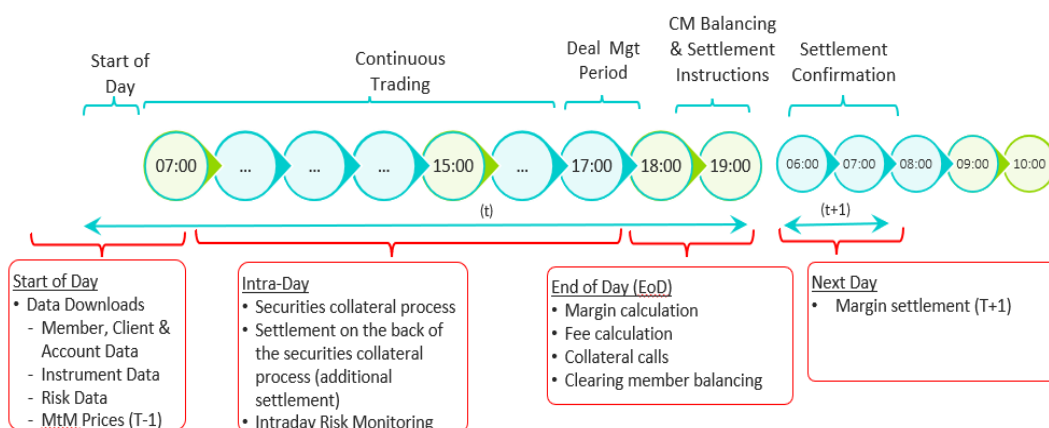 Start of
Day
Continuous
Trading
Deal Mgt
Period
CM Balancing
& Settlement
Instructions
Settlement
Confirmation
07:00
...
...
...
15:00
...
17:00
18:00
19:00
06:00
07:00
08:00
09:00
10:00
(t)
(t+1)
Start of Day
• Data Downloads
- Member, Client &
Account Data
- Instrument Data
- Risk Data
- MtM Prices (T-1)
Intra-Day
• Securities collateral process
• Settlement on the back of
the securities collateral
process (additional
settlement)
• Intraday Risk Monitoring
End of Day (EoD)
• Margin calculation
• Fee calculation
• Collateral calls
• Clearing member balancing
Next Day
• Margin settlement (T+1)